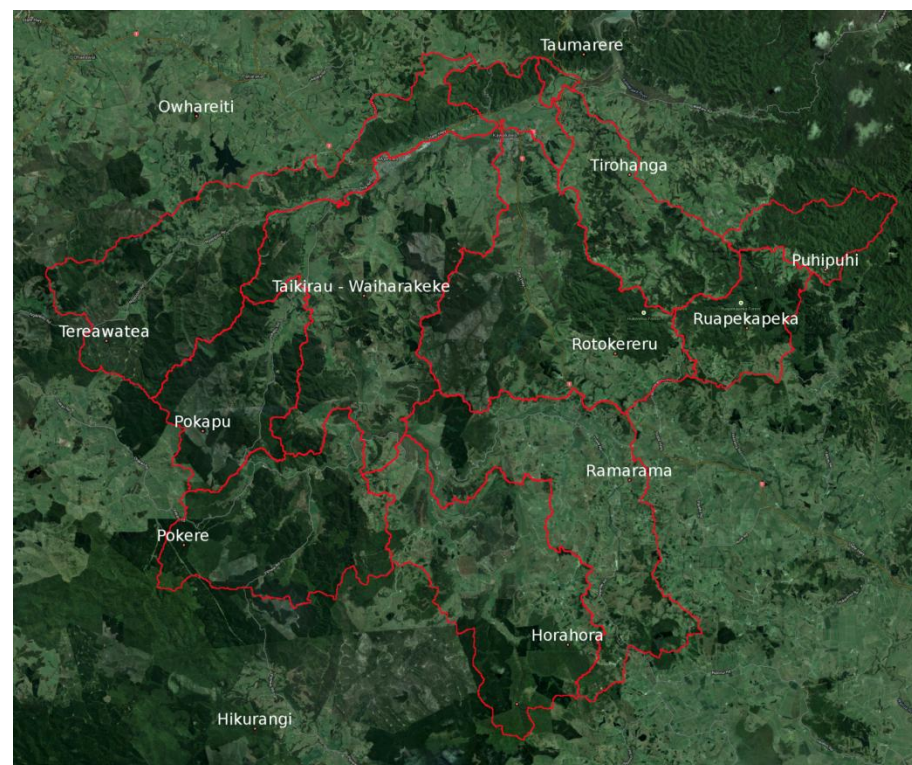 Taumarere
Owhareiti
Tirohanga
Puhipuhi
Taikirau - Waiharakeke
Ruapekapeka
Tereawatea
Rotokereru
Pokapu
Ramarama
Pokere
Horahora
Hikurangi